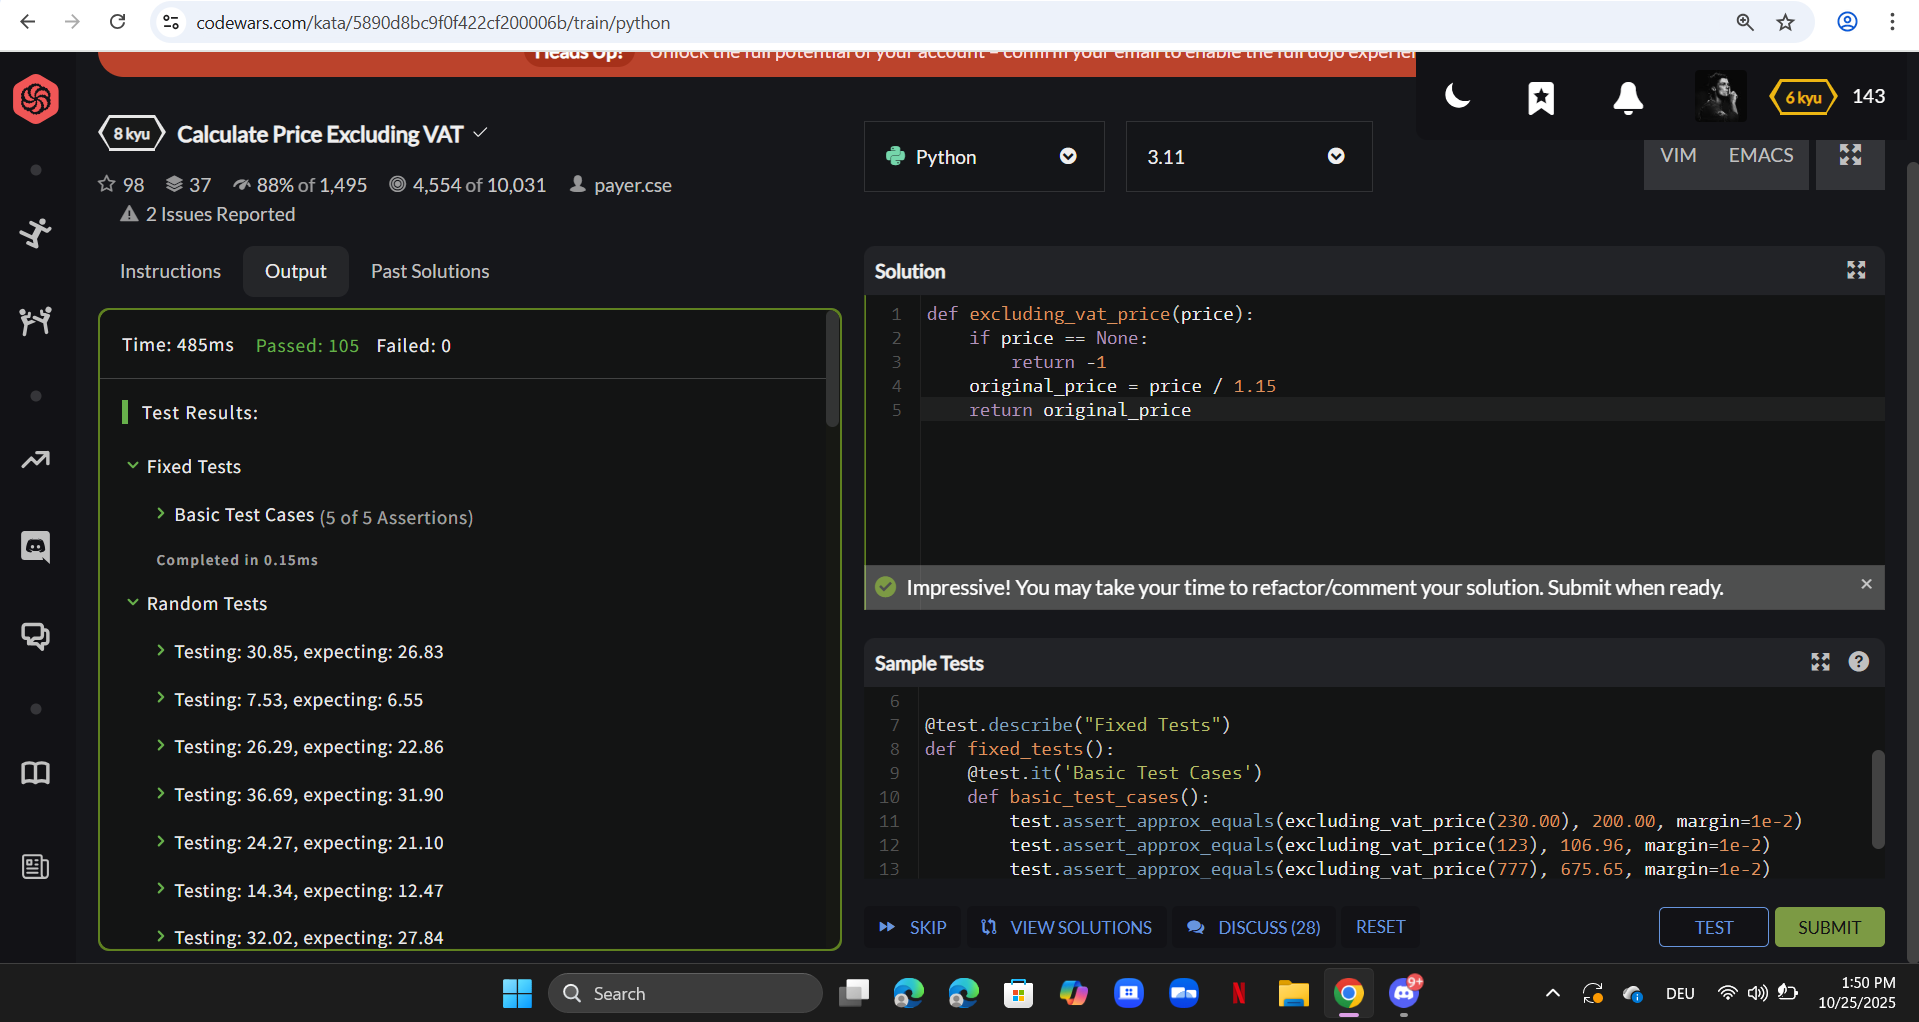 codewars.com/kata/5890d8bc9f0f422cf200006b/train/python
Heads Up! Unlock the full potential of your account – confirm your email to enable the full dojo experien
6 kyu 143
8 kyu Calculate Price Excluding VAT
98 37 88% of 1,495 4,554 of 10,031 payer.cse
2 Issues Reported
Python
3.11
VIM EMACS
Instructions Output Past Solutions
Time: 485ms Passed: 105 Failed: 0
Test Results:
Fixed Tests
Basic Test Cases (5 of 5 Assertions)
Completed in 0.15ms
Random Tests
Testing: 30.85, expecting: 26.83
Testing: 7.53, expecting: 6.55
Testing: 26.29, expecting: 22.86
Testing: 36.69, expecting: 31.90
Testing: 24.27, expecting: 21.10
Testing: 14.34, expecting: 12.47
Testing: 32.02, expecting: 27.84
Solution
1 def excluding_vat_price(price):
2 if price == None:
3 return -1
4 original_price = price / 1.15
5 return original_price
Impressive! You may take your time to refactor/comment your solution. Submit when ready.
Sample Tests
6
7 @test.describe("Fixed Tests")
8 def fixed_tests():
9 @test.it('Basic Test Cases')
10 def basic_test_cases():
11 test.assert_approx_equals(excluding_vat_price(230.00), 200.00, margin=1e-2)
12 test.assert_approx_equals(excluding_vat_price(123), 106.96, margin=1e-2)
13 test.assert_approx_equals(excluding_vat_price(777), 675.65, margin=1e-2)
SKIP VIEW SOLUTIONS DISCUSS (28) RESET TEST SUBMIT
Search
9+
DEU
1:50 PM
10/25/2025